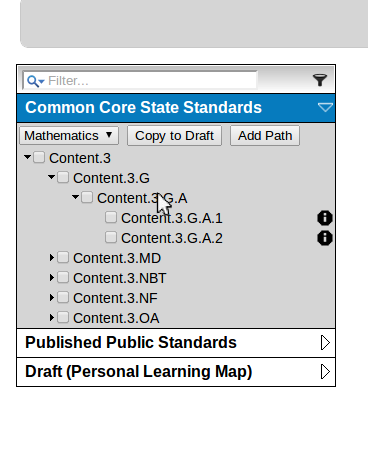 Filter...
Common Core State Standards
Mathematics Copy to Draft Add Path
Content.3
Content.3.G
Content.3.G.A
Content.3.G.A.1
Content.3.G.A.2
Content.3.MD
Content.3.NBT
Content.3.NF
Content.3.OA
Published Public Standards
Draft (Personal Learning Map)